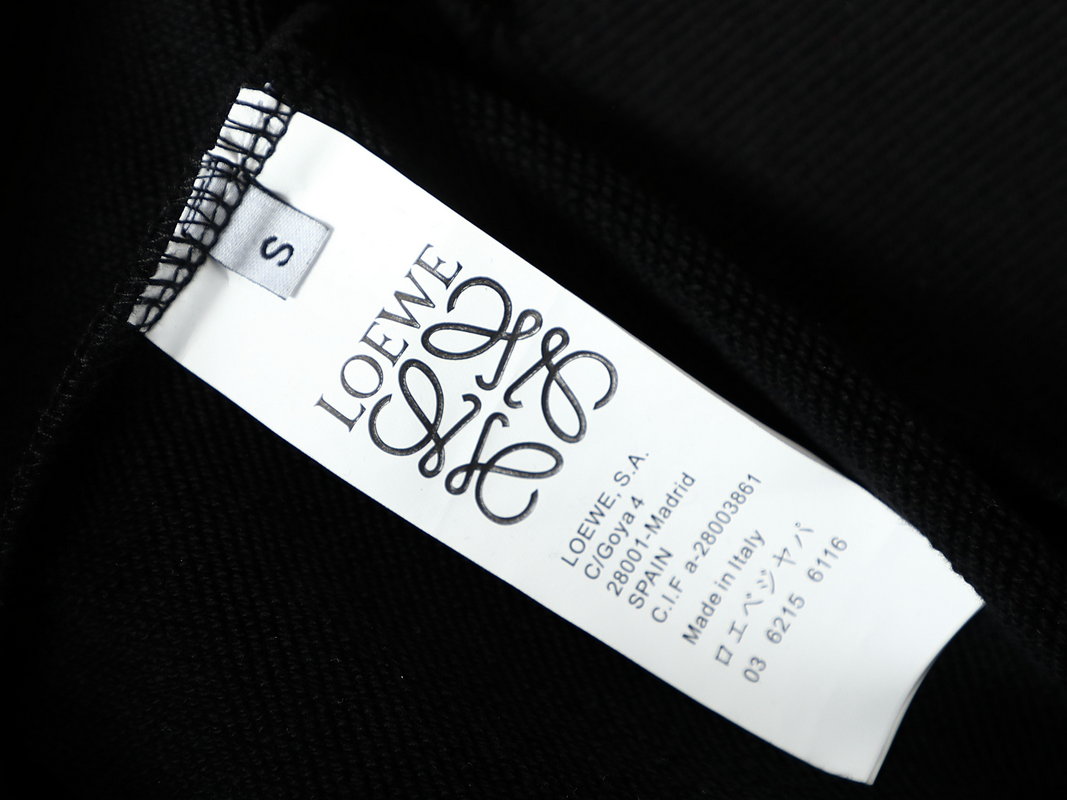 S
LOEWE
LOEWE, S.A.
C/Goya 4
28001-Madrid
SPAIN
C.I.F a-28003861
Made in Italy
ロエベジャパ
03 6215 6116